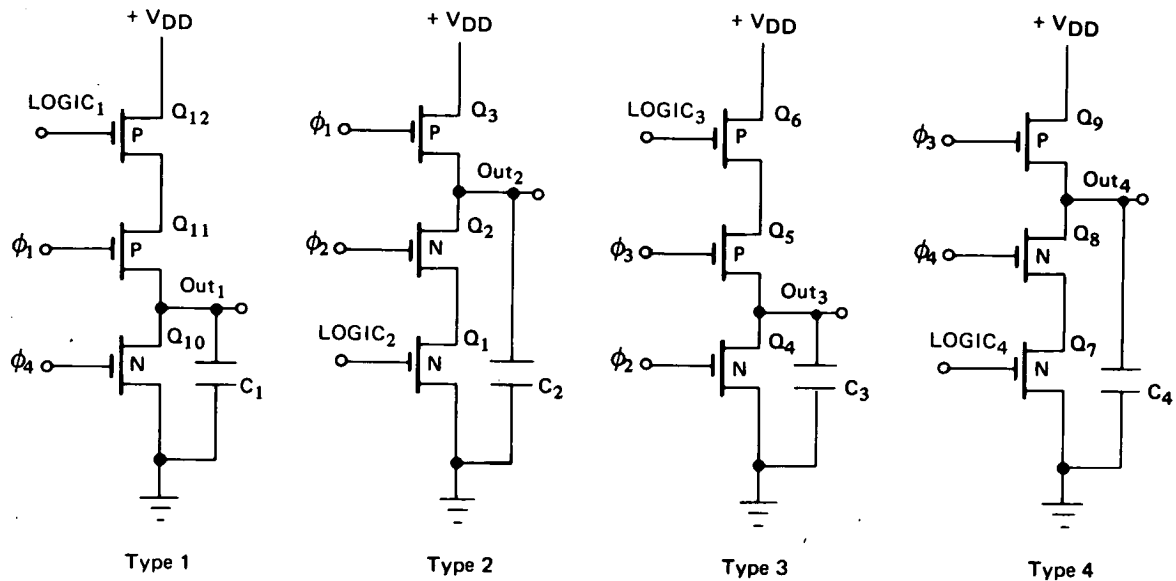 + VDD
LOGIC1
Q12
P
ϕ1
Q11
P
Out1
Q10
ϕ4
N
C1
Type 1
+ VDD
Q3
ϕ1
P
Out2
Q2
ϕ2
N
LOGIC2
Q1
N
C2
Type 2
+ VDD
LOGIC3
Q6
P
Q5
ϕ3
P
Out3
Q4
ϕ2
N
C3
Type 3
+ VDD
Q9
ϕ3
P
Out4
Q8
ϕ4
N
LOGIC4
Q7
N
C4
Type 4